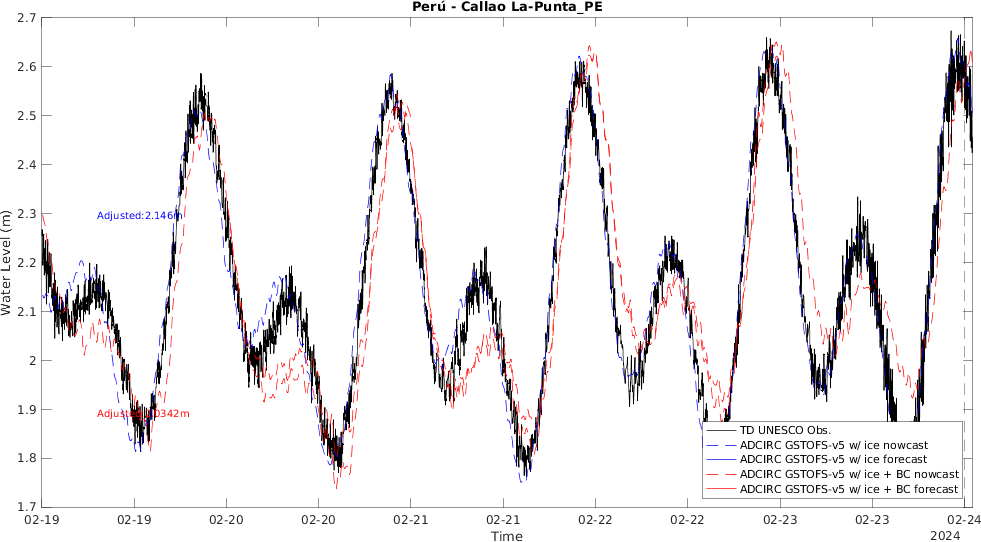 Perú - Callao La-Punta_PE
2.7
2.6
2.5
2.4
2.3
2.2
2.1
2
1.9
1.8
1.7
Water Level (m)
Adjusted:2.146m
TD UNESCO Obs.
ADCIRC GSTOFS-v5 w/ ice nowcast
ADCIRC GSTOFS-v5 w/ ice forecast
ADCIRC GSTOFS-v5 w/ ice + BC nowcast
ADCIRC GSTOFS-v5 w/ ice + BC forecast
02-19 02-19 02-20 02-20 02-21 02-21 02-22 02-22 02-23 02-23 02-24
Time
2024